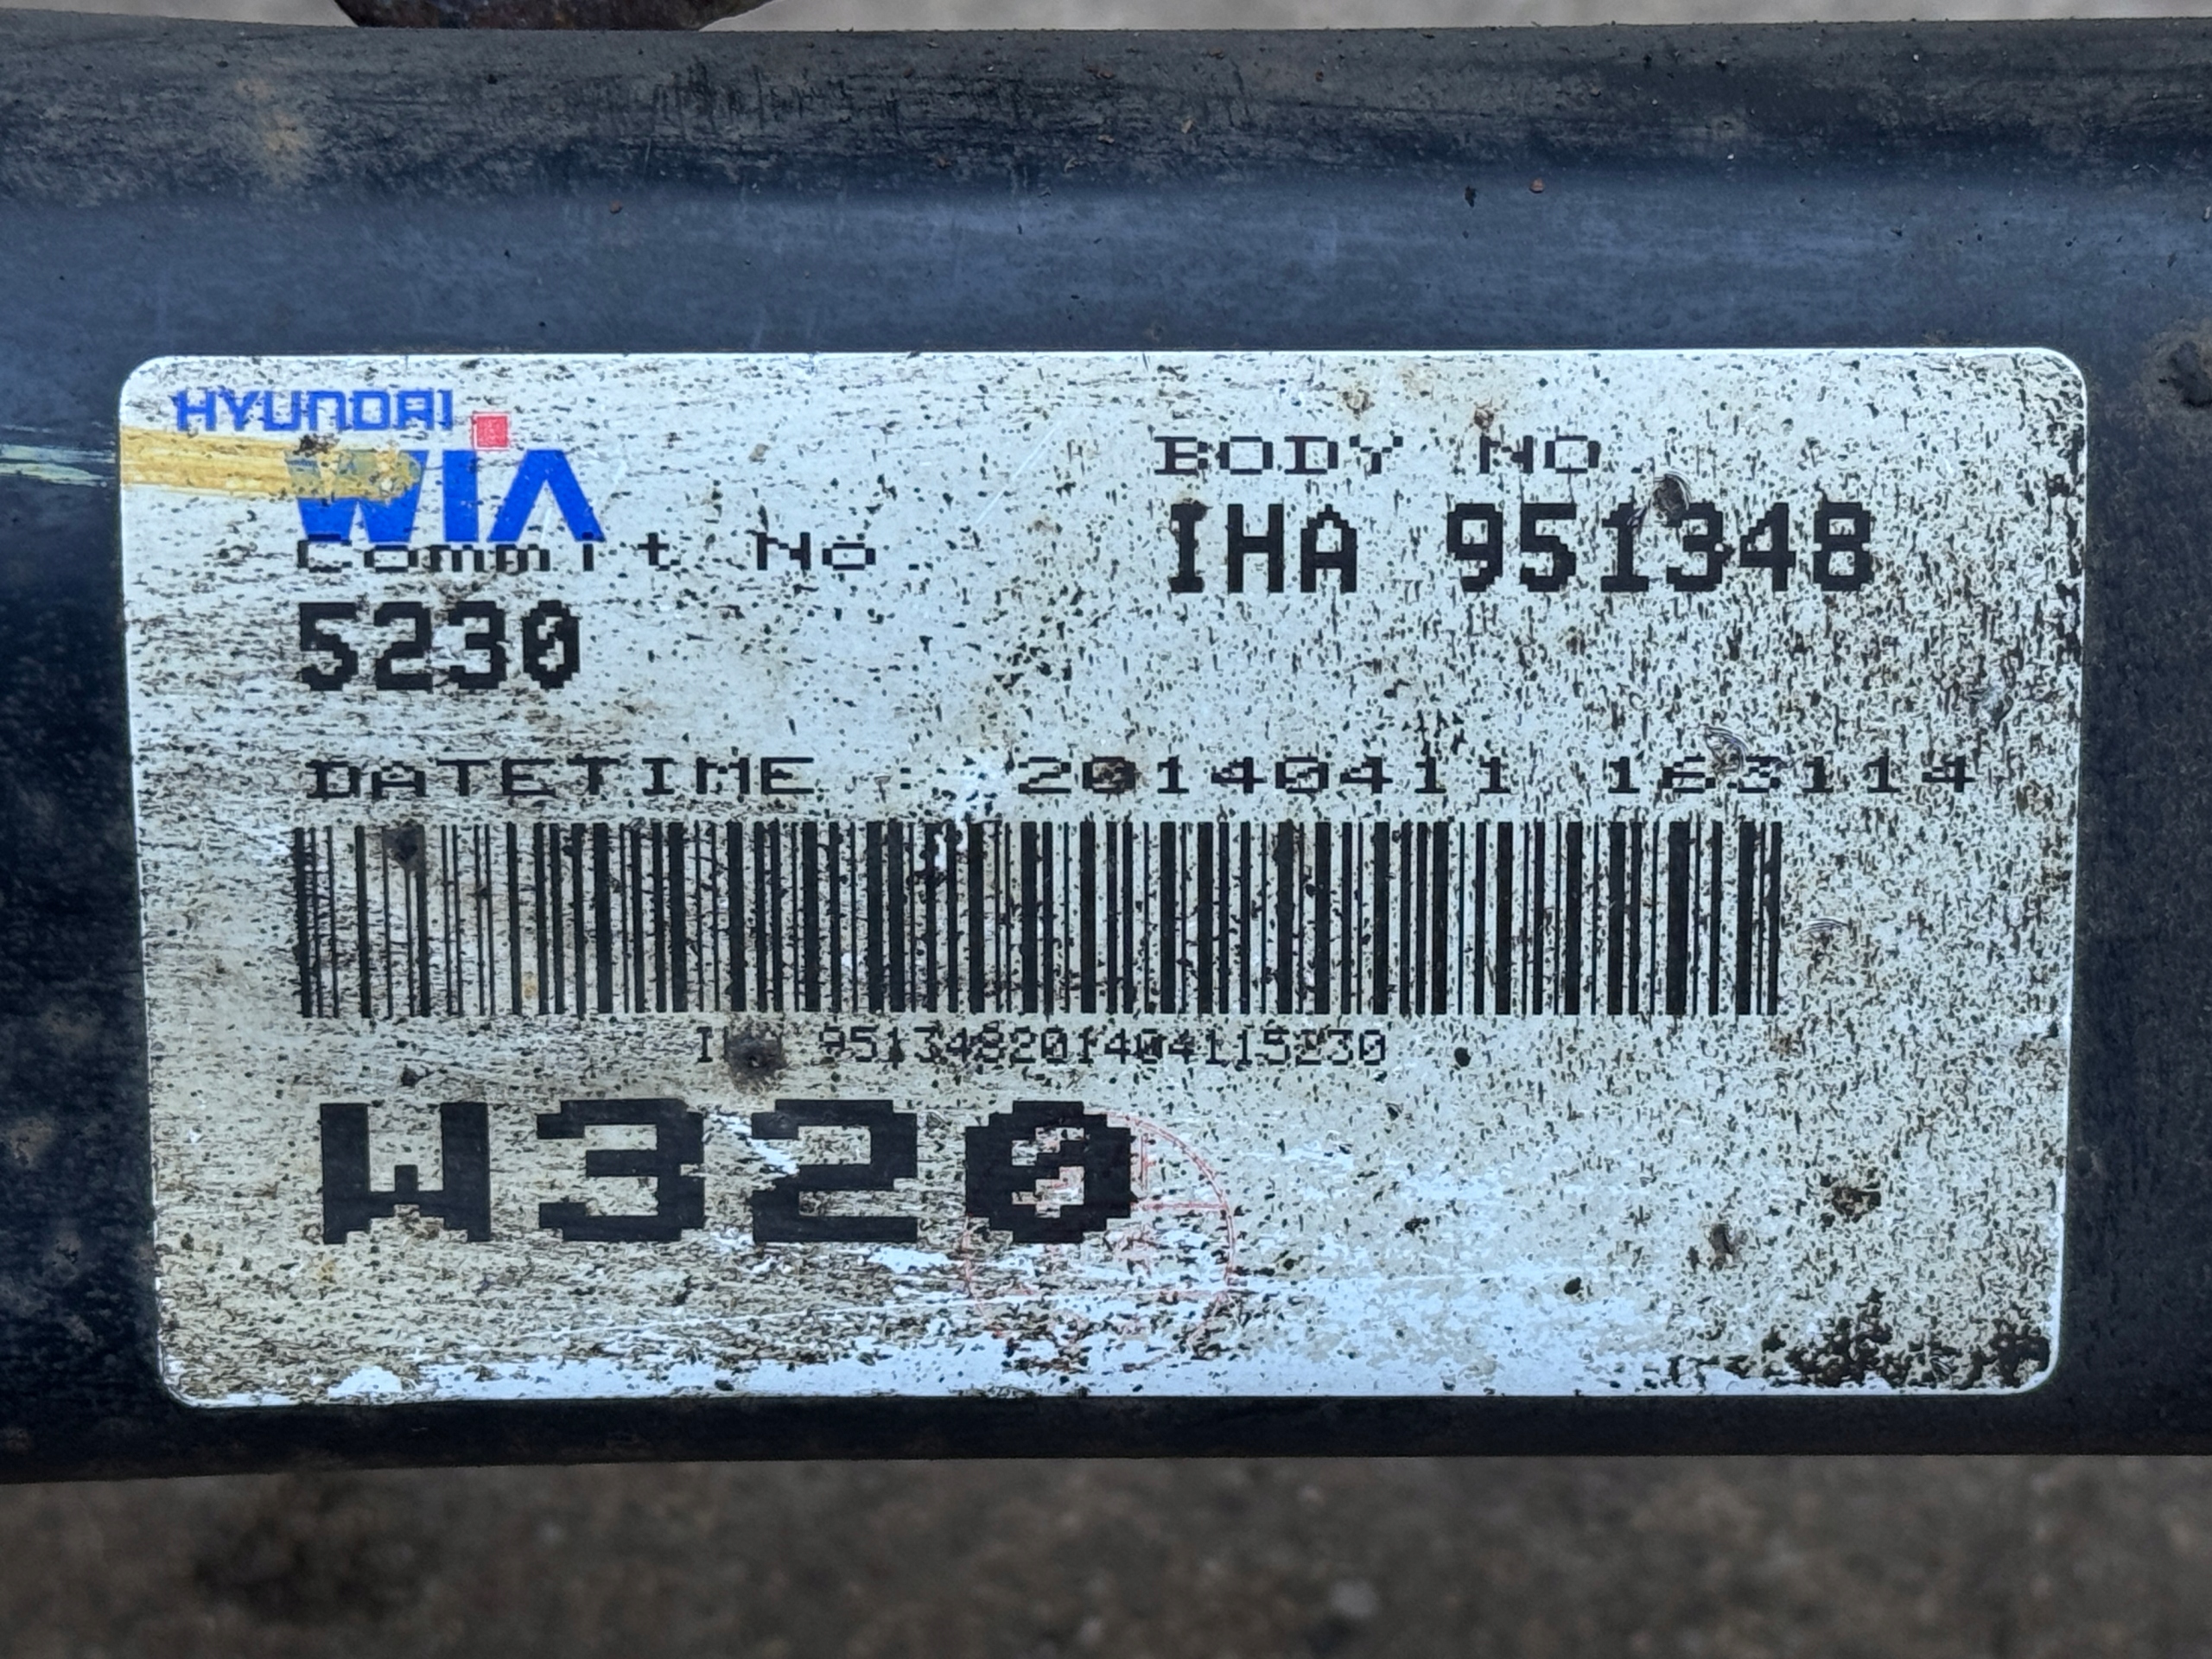 HYUNDAI
WIA
BODY NO
IHA 951348
Commit No.
5230
DATETIME : 20140411 163114
951348201404115230
W320